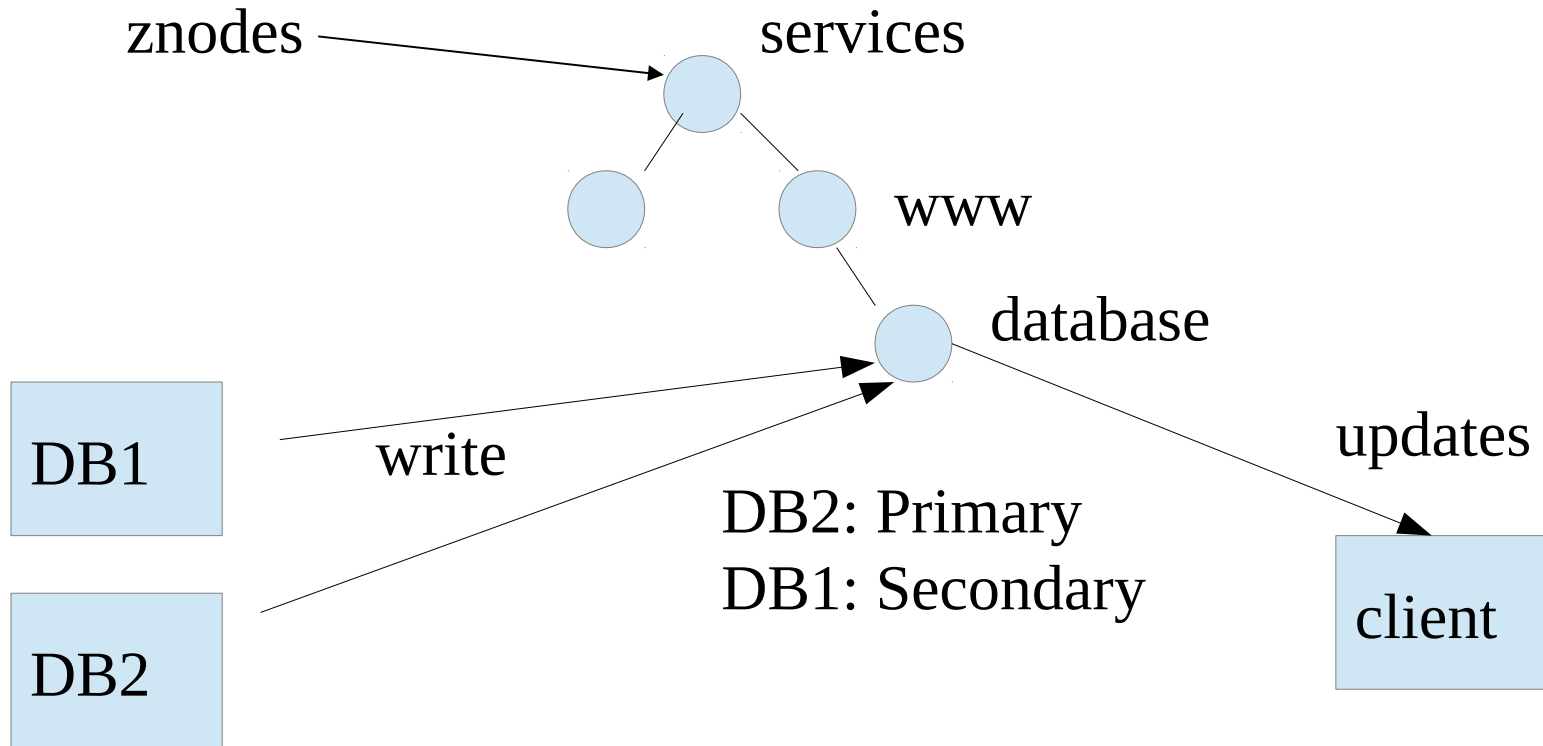 znodes
services
www
database
DB1
write
updates
DB2: Primary
DB1: Secondary
client
DB2